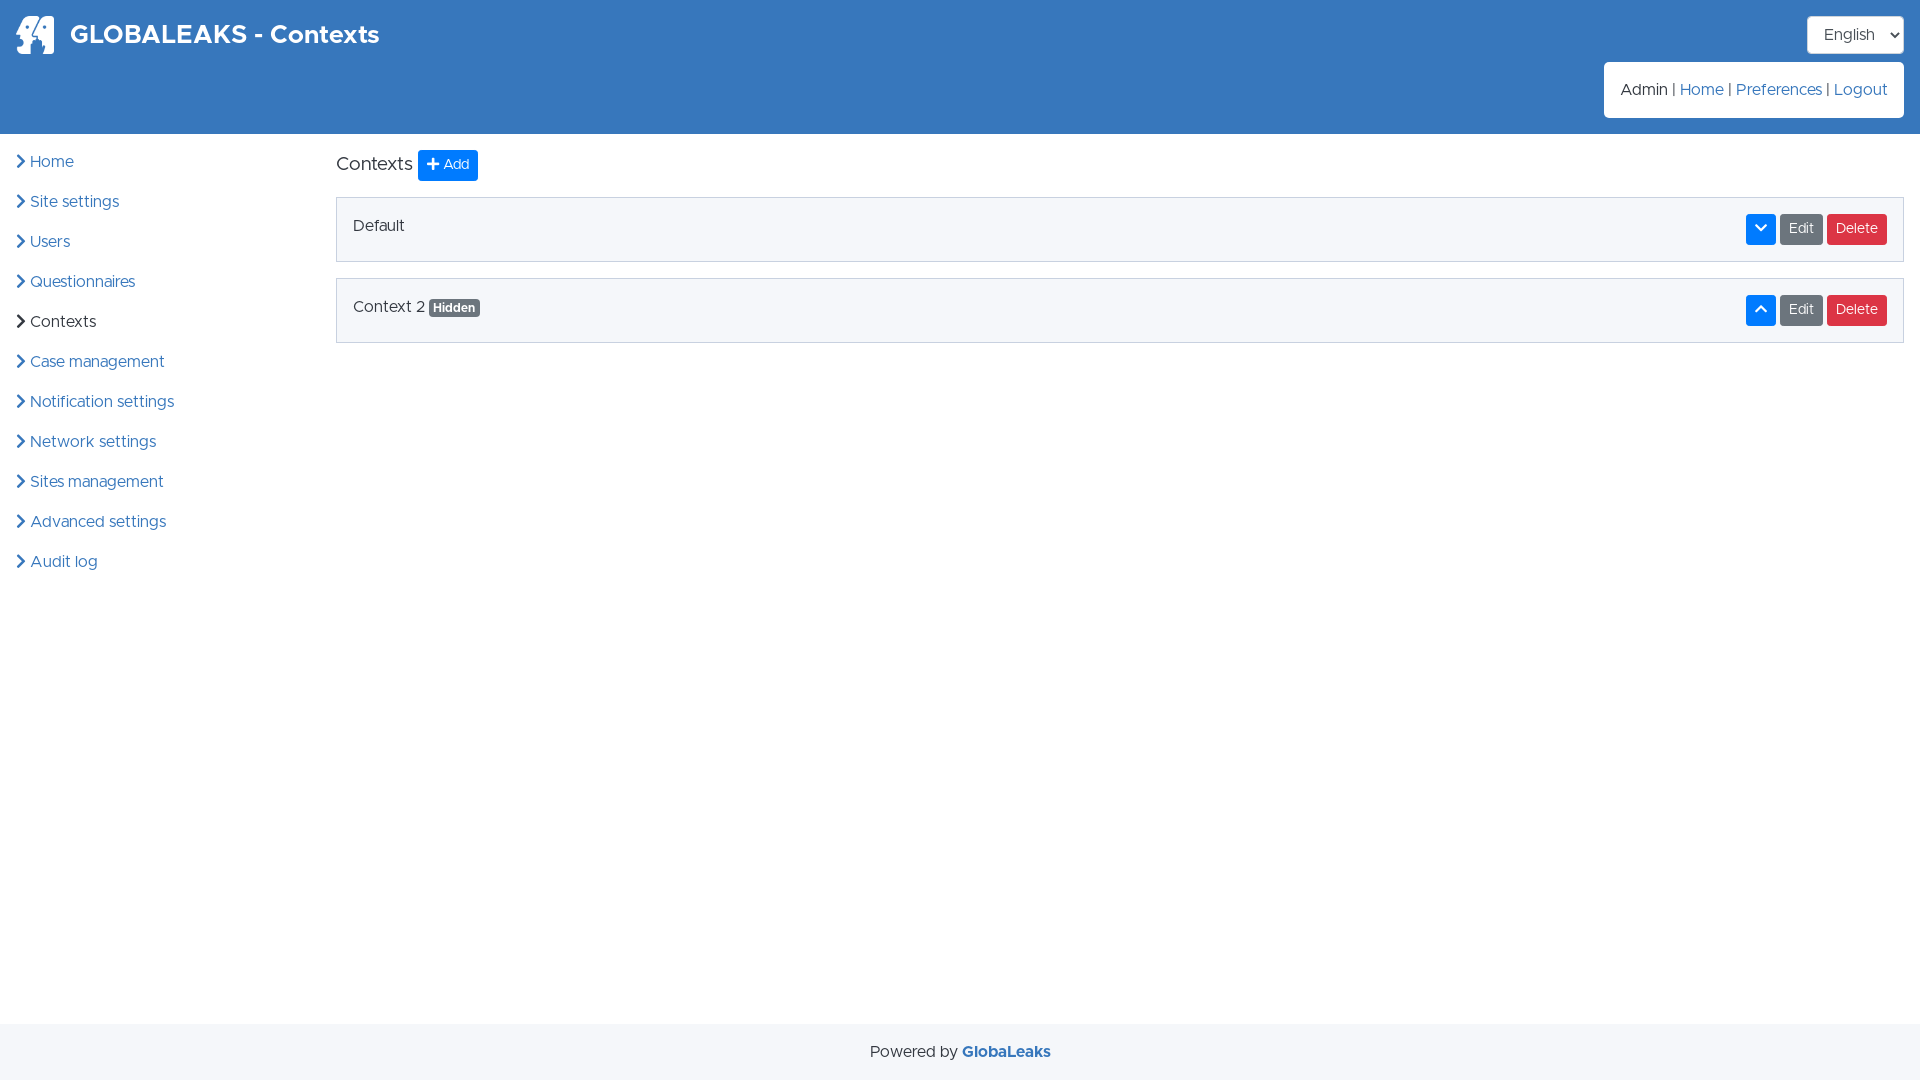 GLOBALEAKS - Contexts
English
Admin | Home | Preferences | Logout
Home
Site settings
Users
Questionnaires
Contexts
Case management
Notification settings
Network settings
Sites management
Advanced settings
Audit log
Contexts Add
Default Edit Delete
Context 2 Hidden Edit Delete
Powered by GlobaLeaks